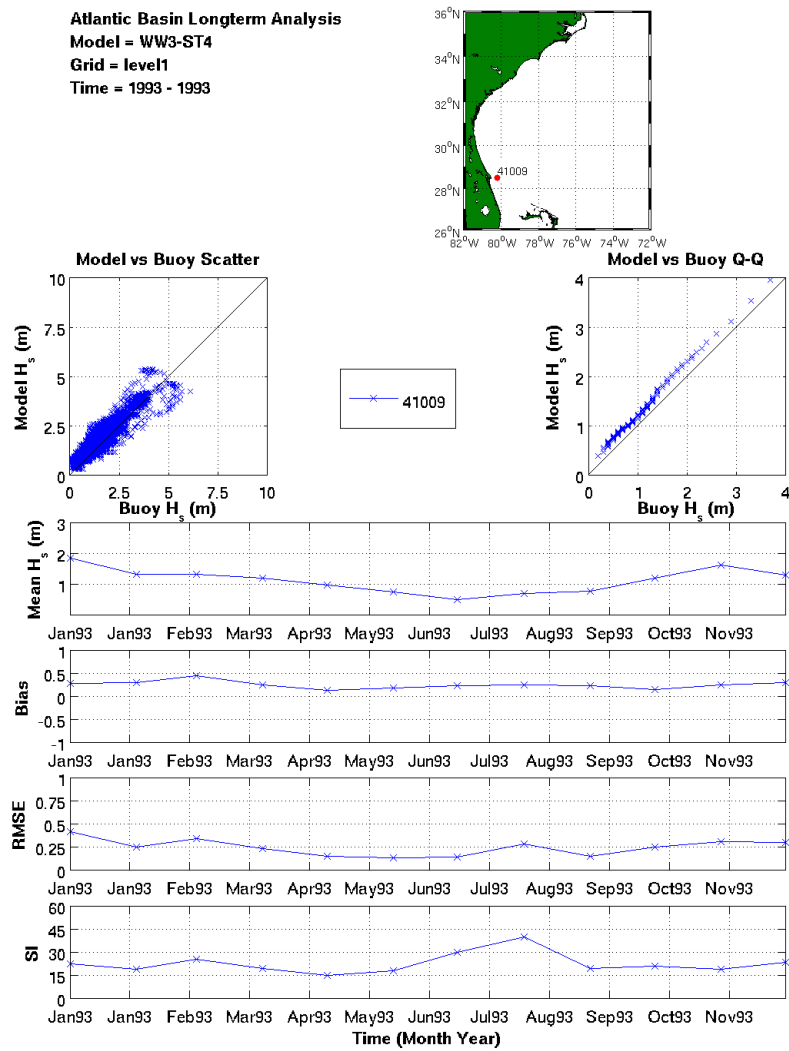 Atlantic Basin Longterm Analysis
Model = WW3-ST4
Grid = level1
Time = 1993 - 1993
36°N
34°N
32°N
30°N
28°N
26°N
41009
82°W 80°W 78°W 76°W 74°W 72°W
Model vs Buoy Scatter
Model H_s (m)
10
7.5
5
2.5
0
0 2.5 5 7.5 10
Buoy H_s (m)
41009
Model vs Buoy Q-Q
Model H_s (m)
4
3
2
1
0
0 1 2 3 4
Buoy H_s (m)
Mean H_s (m)
3
2
1
Jan93 Jan93 Feb93 Mar93 Apr93 May93 Jun93 Jul93 Aug93 Sep93 Oct93 Nov93
Bias
1
0.5
0
-0.5
-1
Jan93 Jan93 Feb93 Mar93 Apr93 May93 Jun93 Jul93 Aug93 Sep93 Oct93 Nov93
RMSE
1
0.75
0.5
0.25
0
Jan93 Jan93 Feb93 Mar93 Apr93 May93 Jun93 Jul93 Aug93 Sep93 Oct93 Nov93
SI
60
45
30
15
0
Jan93 Jan93 Feb93 Mar93 Apr93 May93 Jun93 Jul93 Aug93 Sep93 Oct93 Nov93
Time (Month Year)